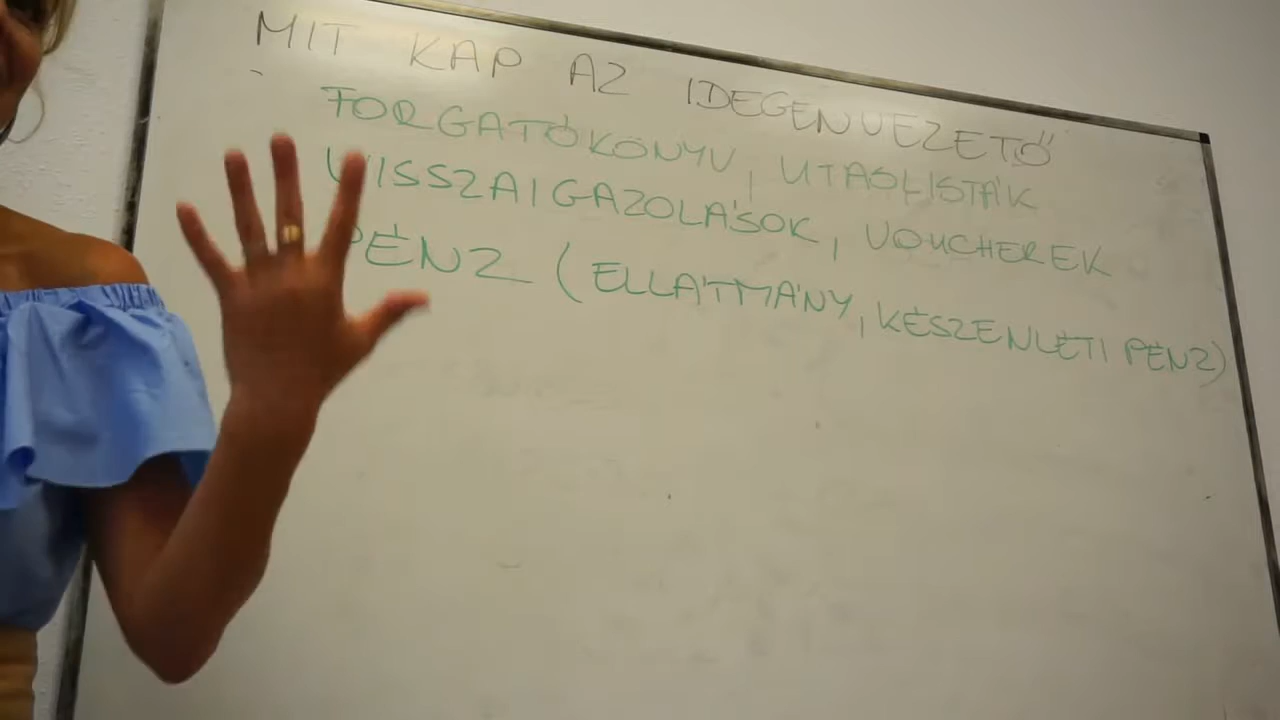 MIT KAP AZ IDEGENVEZETŐ
FORGATÓKÖNYV, UTASLISTÁK
VISSZAIGAZOLÁSOK, VOUCHEREK
PÉNZ (ELLÁTMÁNY, KÉSZENLÉTI PÉNZ)